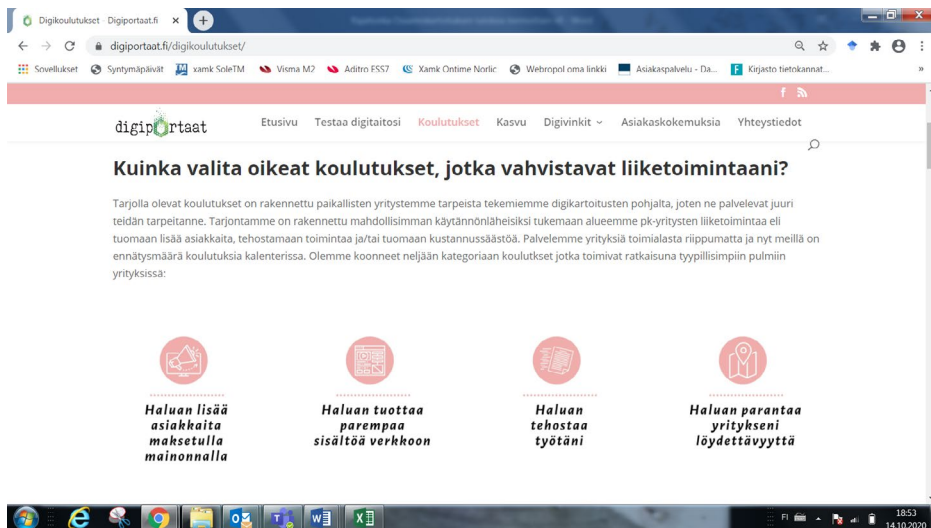 Digikoulutukset Digiportaat.fi
digiportaat.fi/digikoulutukset/
Sovellukset Syntymäpäivät xamk SoleTM Visma M2 Aditro ESS7 Xamk Ontime Norlic Webropol oma linkki Asiakaspalvelu - Da... Kirjasto tietokannat... »
digiportaat
Etusivu Testaa digitaitosi Koulutukset Kasvu Digivinkit Asiakaskokemuksia Yhteystiedot
Kuinka valita oikeat koulutukset, jotka vahvistavat liiketoimintaani?
Tarjolla olevat koulutukset on rakennettu paikallisten yritystemme tarpeista tekemiemme digikartoitusten pohjalta, joten ne palvelevat juuri
teidän tarpeitanne. Tarjontamme on rakennettu mahdollisimman käytännönläheisiksi tukemaan alueemme pk-yritysten liiketoimintaa eli
tuomaan lisää asiakkaita, tehostamaan toimintaa ja/tai tuomaan kustannussäästöä. Palvelemme yrityksiä toimialasta riippumatta ja nyt meillä on
ennätysmäärä koulutuksia kalenterissa. Olemme koonneet neljään kategoriaan koulutkset jotka toimivat ratkaisuna tyypillisimpiin pulmiin
yrityksissä:
Haluan lisää
asiakkaita
maksetulla
mainonnalla
Haluan tuottaa
parempaa
sisältöä verkkoon
Haluan
tehostaa
työtäni
Haluan parantaa
yritykseni
löydettävyyttä
FI
18:53
14.10.2020